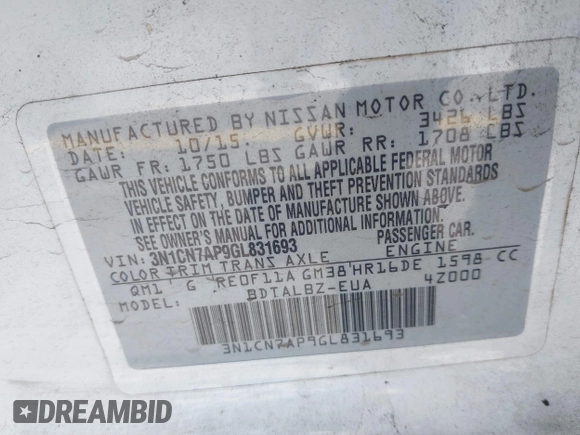 MANUFACTURED BY NISSAN MOTOR CO., LTD.
DATE: 10/15 GVWR: 3426 LBS
GAWR FR: 1750 LBS GAWR RR: 1708 LBS
THIS VEHICLE CONFORMS TO ALL APPLICABLE FEDERAL MOTOR
VEHICLE SAFETY, BUMPER AND THEFT PREVENTION STANDARDS
IN EFFECT ON THE DATE OF MANUFACTURE SHOWN ABOVE.
SEE OWNER'S MANUAL FOR ADDITIONAL INFORMATION.
VIN: 3N1CN7AP9GL831693 PASSENGER CAR.
COLOR TRIM TRANS AXLE ENGINE
QM1 G RE0F11A GM38 HR16DE 1598 CC
MODEL: BDTALBZ-EUA 4Z000
3N1CN7AP9GL831693
DREAMBID